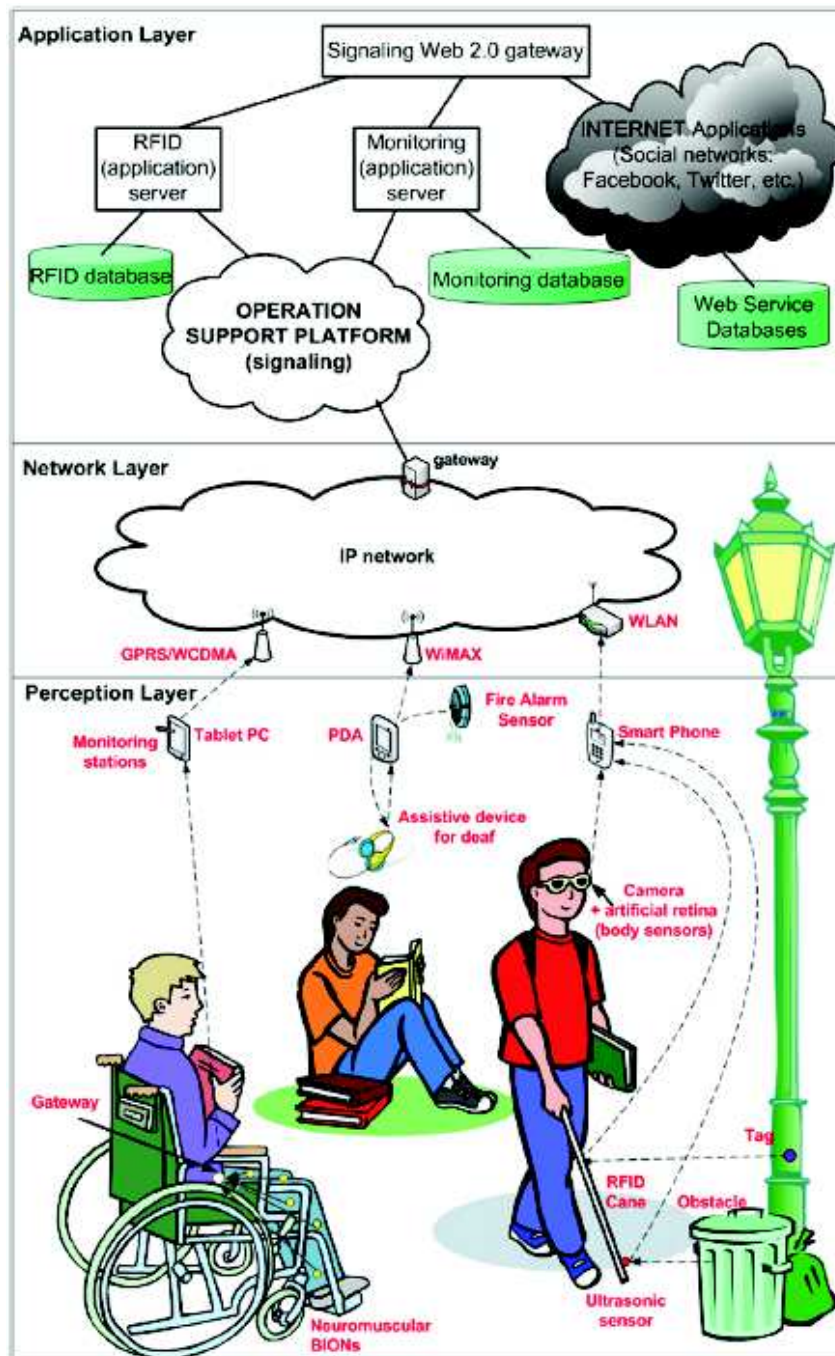 Application Layer
Signaling Web 2.0 gateway
RFID
(application)
server
Monitoring
(application)
server
INTERNET Applications
(Social networks:
Facebook, Twitter, etc.)
RFID database
Monitoring database
Web Service
Databases
OPERATION
SUPPORT PLATFORM
(signaling)
Network Layer
gateway
IP network
GPRS/WCDMA
WiMAX
WLAN
Perception Layer
Monitoring
stations
Tablet PC
PDA
Fire Alarm
Sensor
Smart Phone
Assistive device
for deaf
Camera
+ artificial retina
(body sensors)
Gateway
Tag
RFID
Cane
Obstacle
Ultrasonic
sensor
Neuromuscular
BIONs